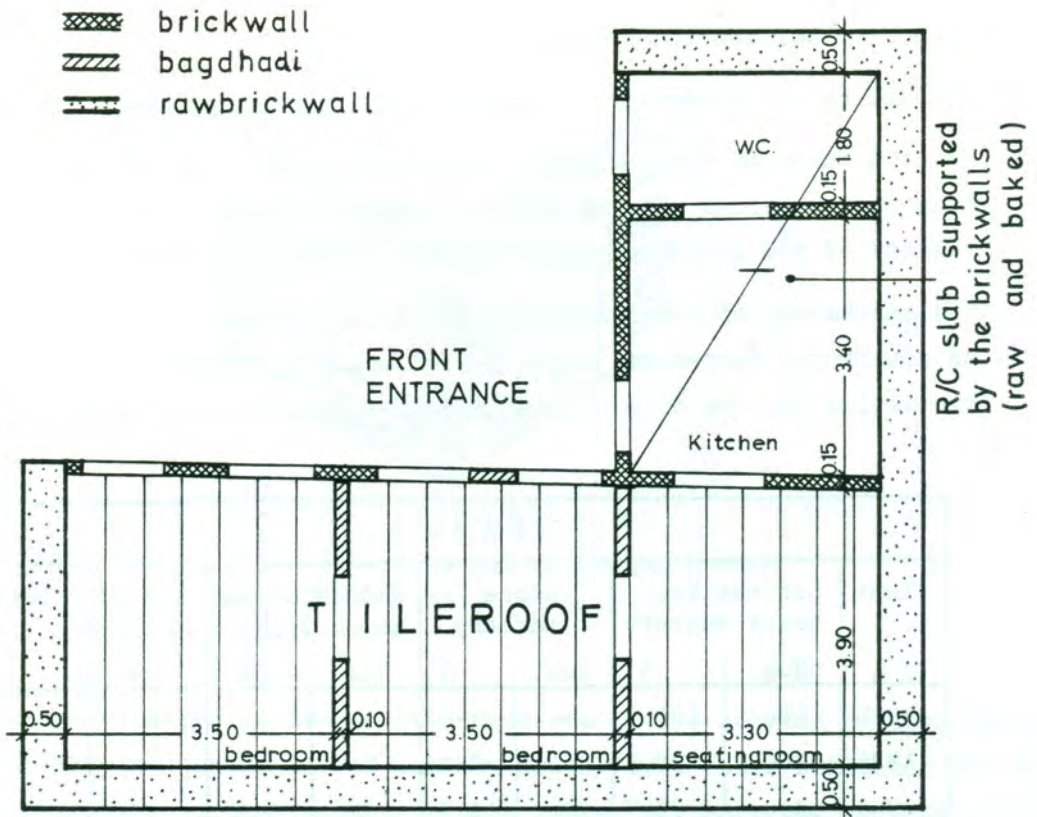 brickwall
bagdhadi
rawbrickwall
0.50
W.C.
1.80
0.15
R/C. slab supported
by the brickwalls
(raw and baked)
3.40
FRONT
ENTRANCE
Kitchen
0.15
TILLEROOF
3.90
0.50
3.50
0.10
3.50
0.10
3.30
0.50
bedroom
bedroom
seatingroom
0.50